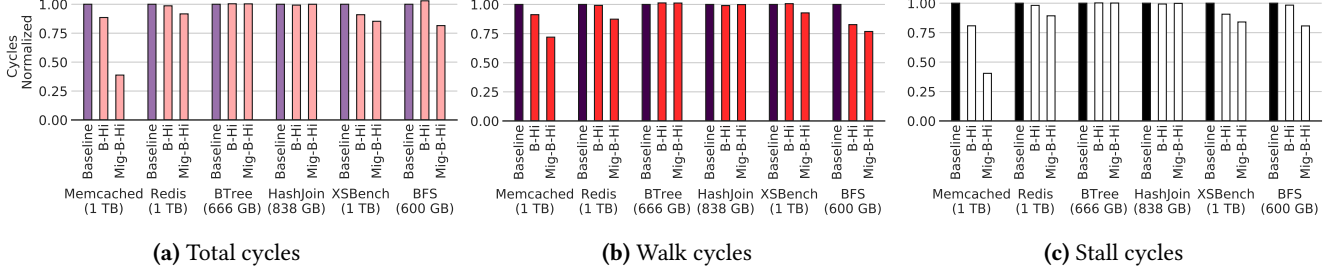 Cycles
Normalized
1.00
0.75
0.50
0.25
0.00
Baseline
B-Hi
Mig-B-Hi
Baseline
B-Hi
Mig-B-Hi
Baseline
B-Hi
Mig-B-Hi
Baseline
B-Hi
Mig-B-Hi
Baseline
B-Hi
Mig-B-Hi
Baseline
B-Hi
Mig-B-Hi
Memcached Redis BTree HashJoin XSBench BFS
(1 TB) (1 TB) (666 GB) (838 GB) (1 TB) (600 GB)
(a) Total cycles
1.00
0.75
0.50
0.25
0.00
Baseline
B-Hi
Mig-B-Hi
Baseline
B-Hi
Mig-B-Hi
Baseline
B-Hi
Mig-B-Hi
Baseline
B-Hi
Mig-B-Hi
Baseline
B-Hi
Mig-B-Hi
Baseline
B-Hi
Mig-B-Hi
Memcached Redis BTree HashJoin XSBench BFS
(1 TB) (1 TB) (666 GB) (838 GB) (1 TB) (600 GB)
(b) Walk cycles
1.00
0.75
0.50
0.25
0.00
Baseline
B-Hi
Mig-B-Hi
Baseline
B-Hi
Mig-B-Hi
Baseline
B-Hi
Mig-B-Hi
Baseline
B-Hi
Mig-B-Hi
Baseline
B-Hi
Mig-B-Hi
Baseline
B-Hi
Mig-B-Hi
Memcached Redis BTree HashJoin XSBench BFS
(1 TB) (1 TB) (666 GB) (838 GB) (1 TB) (600 GB)
(c) Stall cycles